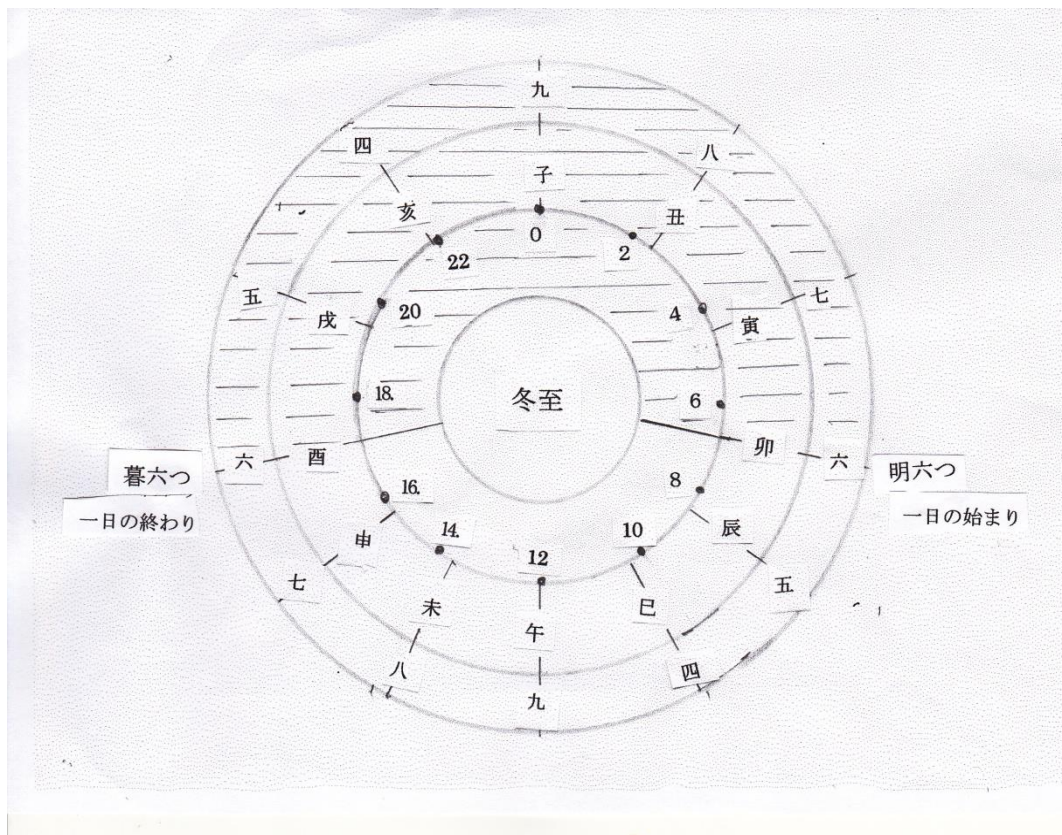 九
八
七
六
五
四
九
八
七
六
五
四
子
丑
寅
卯
辰
巳
午
未
申
酉
戌
亥
0
2
4
6
8
10
12
14.
16.
18.
20
22
冬至
明六つ
一日の始まり
暮六つ
一日の終わり